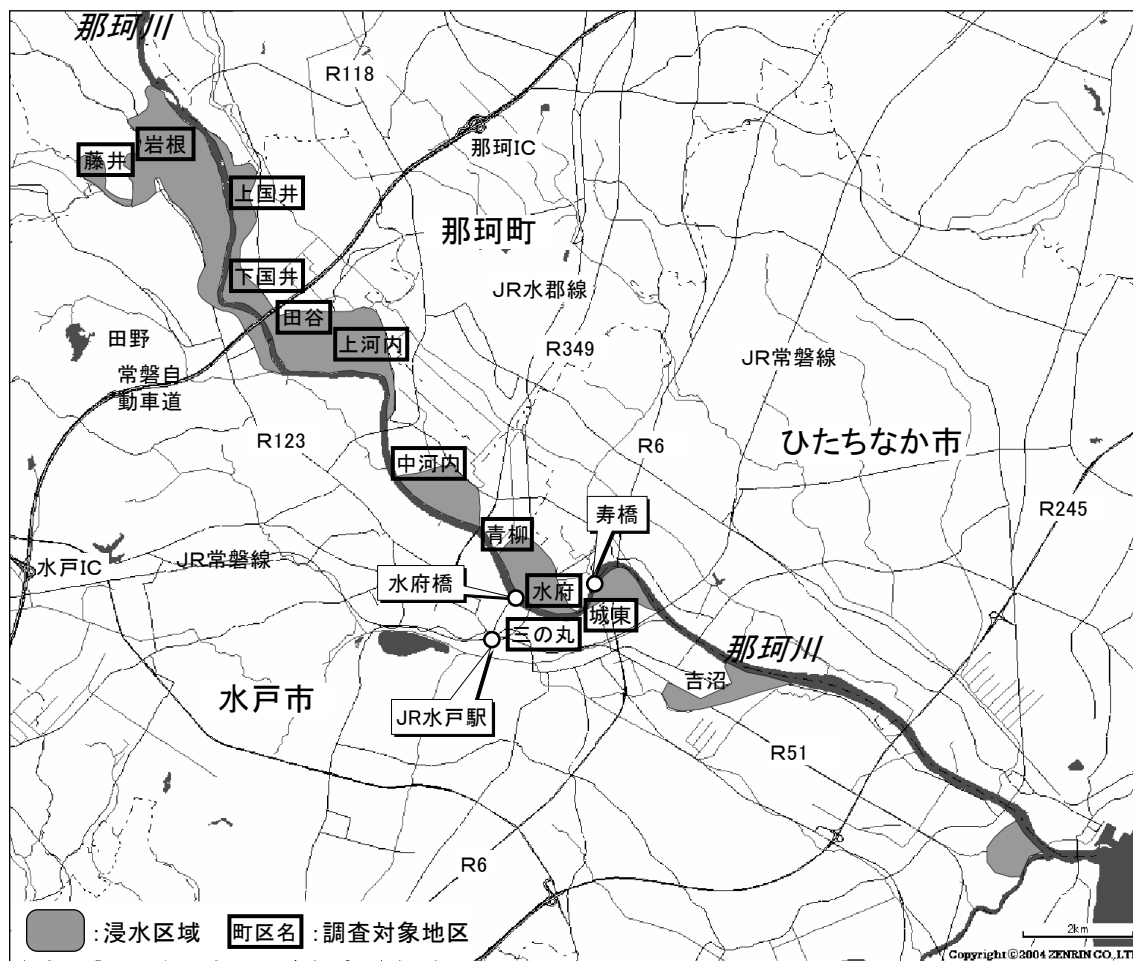 那珂川
R118
那珂IC
岩根
藤井
上国井
那珂町
下国井
JR水郡線
田谷
田野
上河内
R349
JR常磐線
常磐自
動車道
R123
R6
ひたちなか市
中河内
寿橋
R245
青柳
JR常磐線
水戸IC
水府橋
水府
城東
三の丸
那珂川
吉沼
水戸市
JR水戸駅
R51
R6
:浸水区域
町区名
:調査対象地区
2km
Copyright ©2004 ZENRIN CO., LT